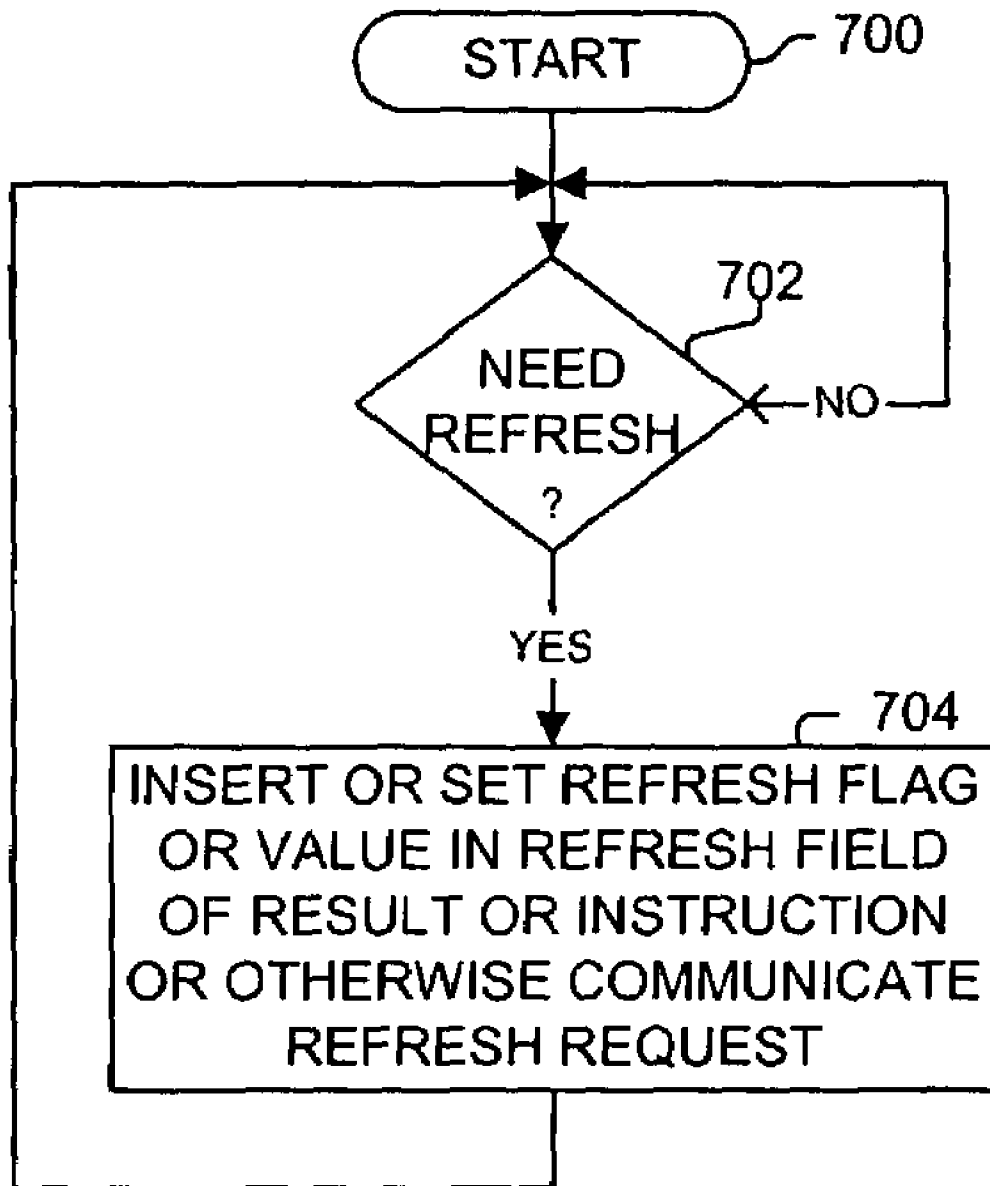 START
700
702
NEED
REFRESH
?
NO
YES
704
INSERT OR SET REFRESH FLAG
OR VALUE IN REFRESH FIELD
OF RESULT OR INSTRUCTION
OR OTHERWISE COMMUNICATE
REFRESH REQUEST